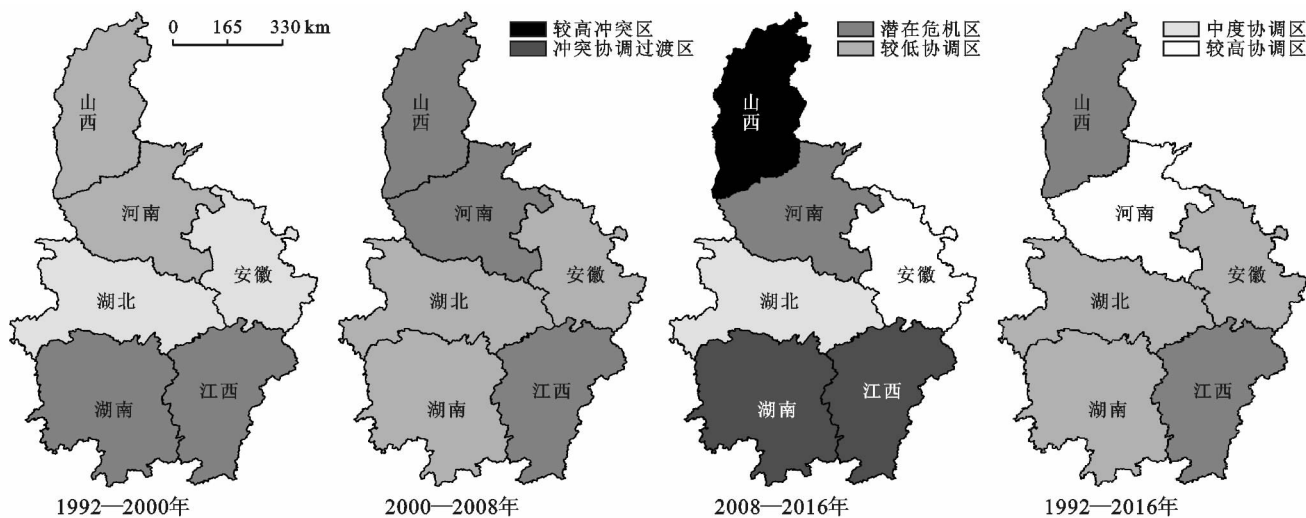 0 165 330 km
较高冲突区
冲突协调过渡区
潜在危机区
较低协调区
中度协调区
较高协调区
山西
河南
安徽
湖北
湖南
江西
1992—2000年
山西
河南
安徽
湖北
湖南
江西
2000—2008年
山西
河南
安徽
湖北
湖南
江西
2008—2016年
山西
河南
安徽
湖北
湖南
江西
1992—2016年